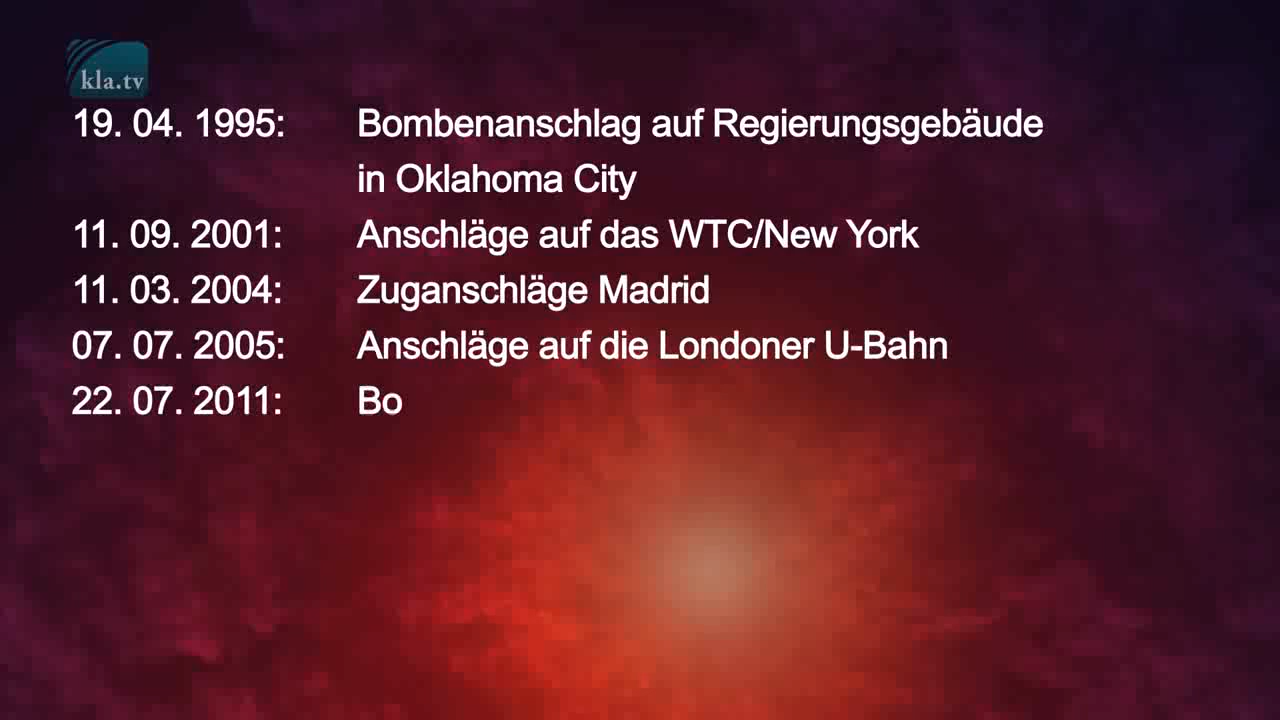 kla.tv
19. 04. 1995: Bombenanschlag auf Regierungsgebäude
in Oklahoma City
11. 09. 2001: Anschläge auf das WTC/New York
11. 03. 2004: Zuganschläge Madrid
07. 07. 2005: Anschläge auf die Londoner U-Bahn
22. 07. 2011: Bo